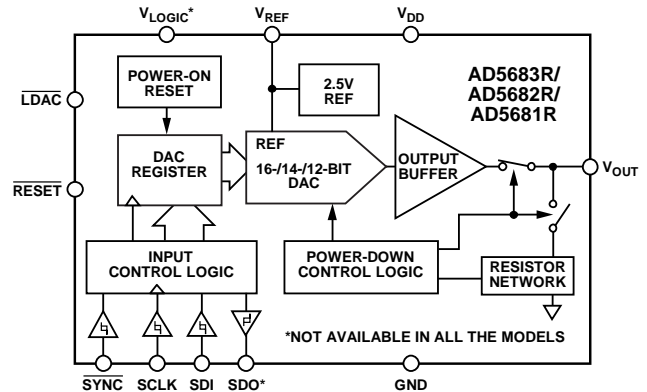 VLOGIC*
VREF
VDD
POWER-ON
RESET
2.5V
REF
AD5683R/
AD5682R/
AD5681R
LDAC
DAC
REGISTER
REF
16-/14-/12-BIT
DAC
OUTPUT
BUFFER
VOUT
RESET
INPUT
CONTROL LOGIC
POWER-DOWN
CONTROL LOGIC
RESISTOR
NETWORK
*NOT AVAILABLE IN ALL THE MODELS
SYNC
SCLK
SDI
SDO*
GND